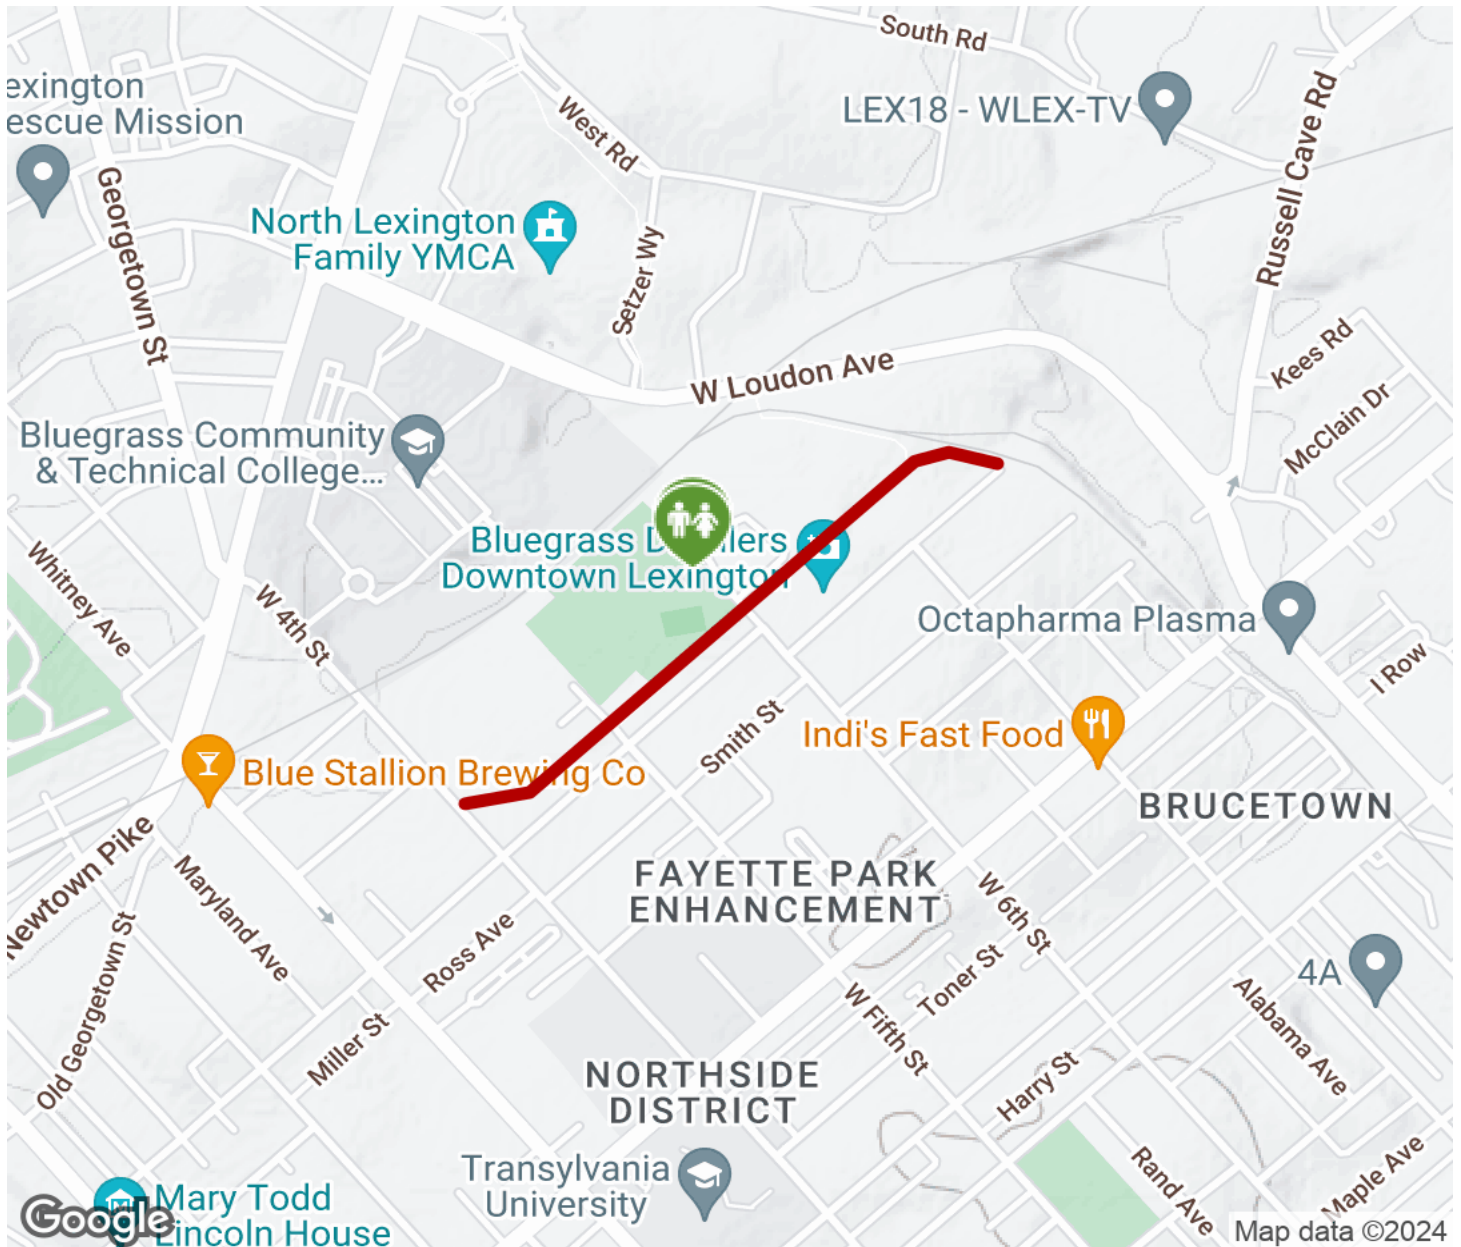 South Rd
exington
escue Mission
LEX18 - WLEX-TV
West Rd
Russell Cave Rd
Georgetown St
North Lexington
Family YMCA
Setzer Wy
Kees Rd
W Loudon Ave
McClain Dr
Bluegrass Community
& Technical College...
Bluegrass D llers
Downtown Lexington
Whitney Ave
W 4th St
Octapharma Plasma
I Row
Smith St
Indi's Fast Food
Blue Stallion Brewing Co
BRUCETOWN
Newtown Pike
Maryland Ave
FAYETTE PARK
ENHANCEMENT
W 6th St
Ross Ave
Old Georgetown St
Toner St
4A
Miller St
W Fifth St
Alabama Ave
NORTHSIDE
DISTRICT
Harry St
Transylvania
University
Rand Ave
Maple Ave
Mary Todd
Lincoln House
Google
Map data ©2024